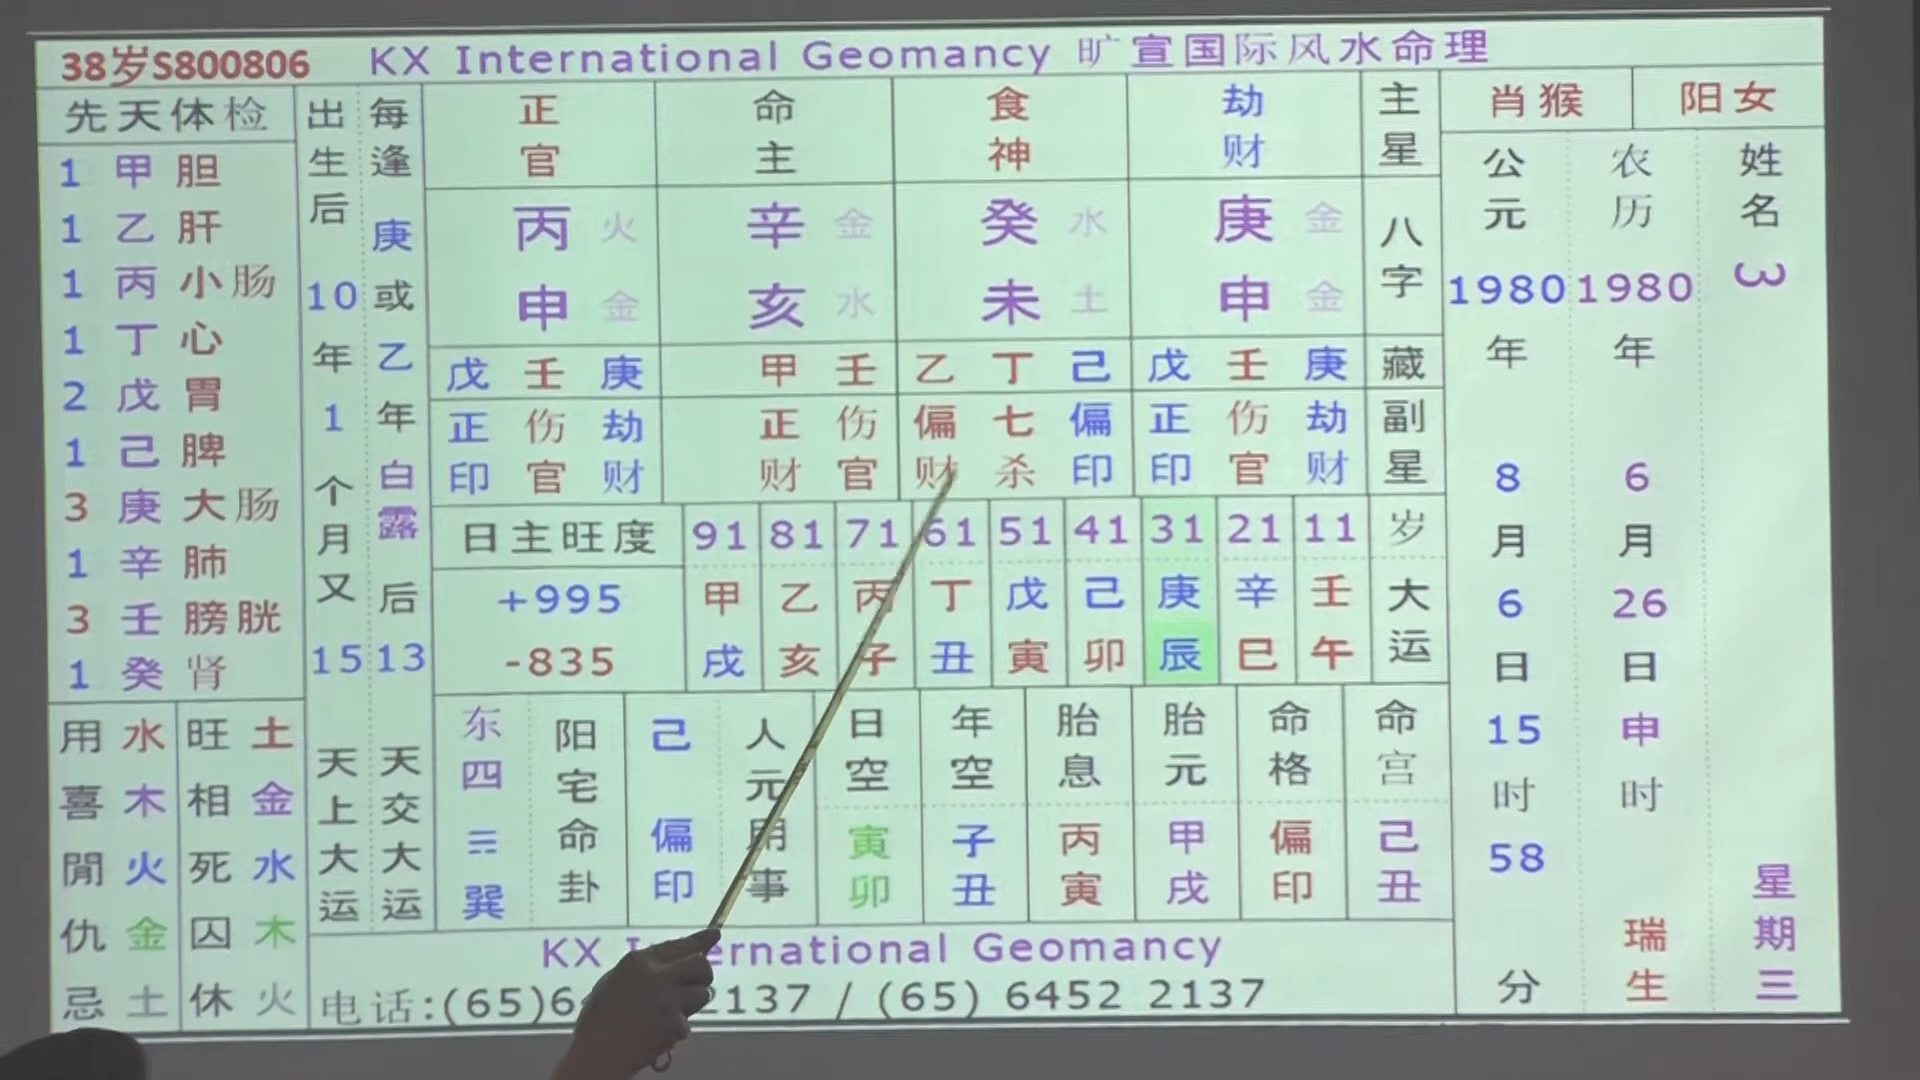 38岁S800806 KX International Geomancy 旷宣国际风水命理
先天体检
1 甲 胆
1 乙 肝
1 丙 小肠
1 丁 心
2 戊 胃
1 己 脾
3 庚 大肠
1 辛 肺
3 壬 膀胱
1 癸 肾
用 水 旺 土
喜 木 相 金
閒 火 死 水
仇 金 囚 木
忌 土 休 火
出生后 10 年 1 个月又 15 天上大运
每逢 庚 或 乙 年 白露 后 13 天交大运
正官 命主 食神 劫财 主星
丙 火 辛 金 癸 水 庚 金 八字
申 金 亥 水 未 土 申 金
戊 壬 庚 甲 壬 乙 丁 己 戊 壬 庚 藏
正印 伤官 劫财 正财 伤官 偏财 七杀 偏印 正印 伤官 劫财 副星
日主旺度 91 81 71 61 51 41 31 21 11 岁
+995 甲 乙 丙 丁 戊 己 庚 辛 壬 大运
-835 戌 亥 子 丑 寅 卯 辰 巳 午
东四 ☴ 巽 阳宅命卦
己 偏印 人元用事
日空 寅卯
年空 子丑
胎息 丙寅
胎元 甲戌
命格 偏印
命宫 己丑
KX International Geomancy
电话:(65)6 2137 / (65) 6452 2137
肖猴 阳女
公元 1980 年 8 月 6 日 15 时 58 分
农历 1980 年 6 月 26 日 申 时 瑞生
姓名 3 星期三